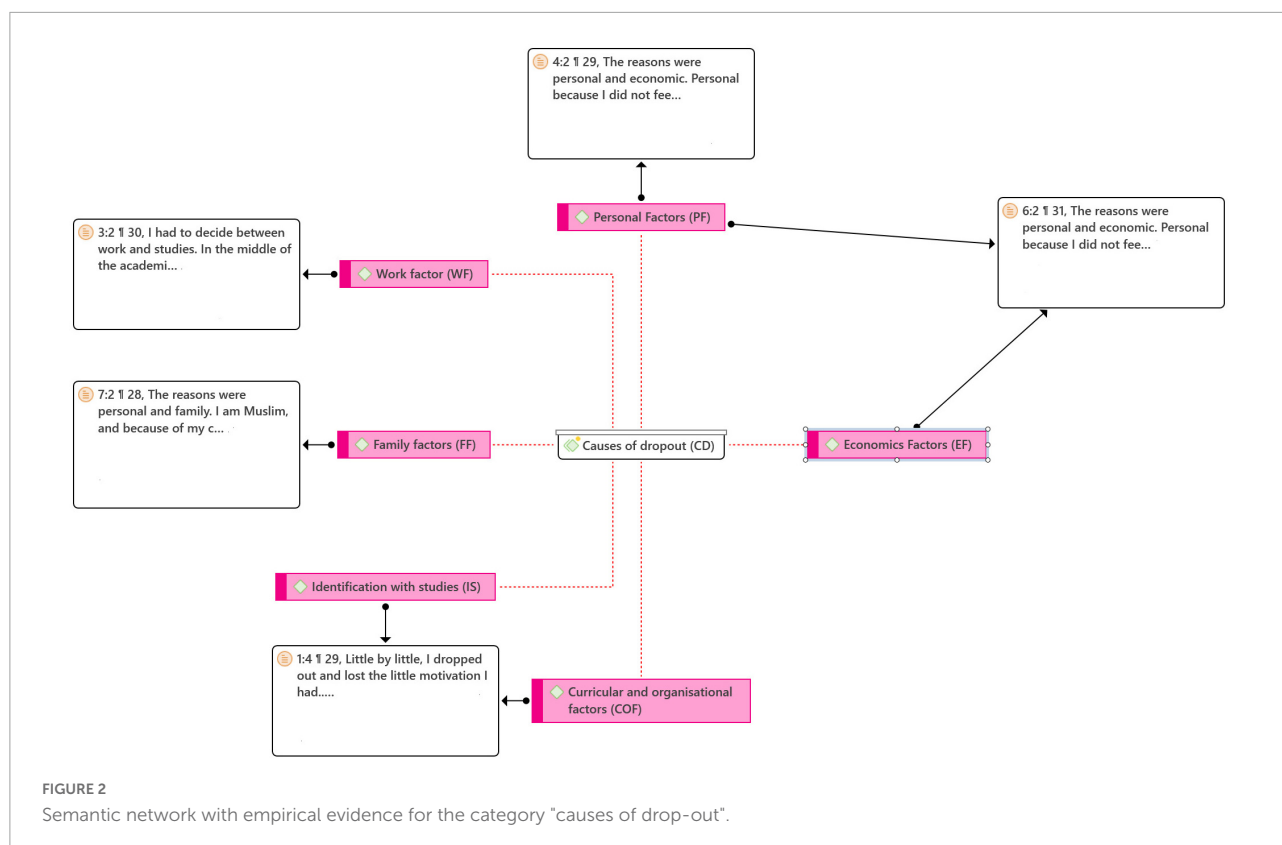 4:2 ¶ 29, The reasons were
personal and economic. Personal
because I did not fee...
Personal Factors (PF)
6:2 ¶ 31, The reasons were
personal and economic. Personal
because I did not fee...
3:2 ¶ 30, I had to decide between
work and studies. In the middle of
the academi...
Work factor (WF)
7:2 ¶ 28, The reasons were
personal and family. I am Muslim,
and because of my c...
Family factors (FF)
Causes of dropout (CD)
Economics Factors (EF)
Identification with studies (IS)
1:4 ¶ 29, Little by little, I dropped
out and lost the little motivation I
had.....
Curricular and organisational
factors (COF)
FIGURE 2
Semantic network with empirical evidence for the category "causes of drop-out".